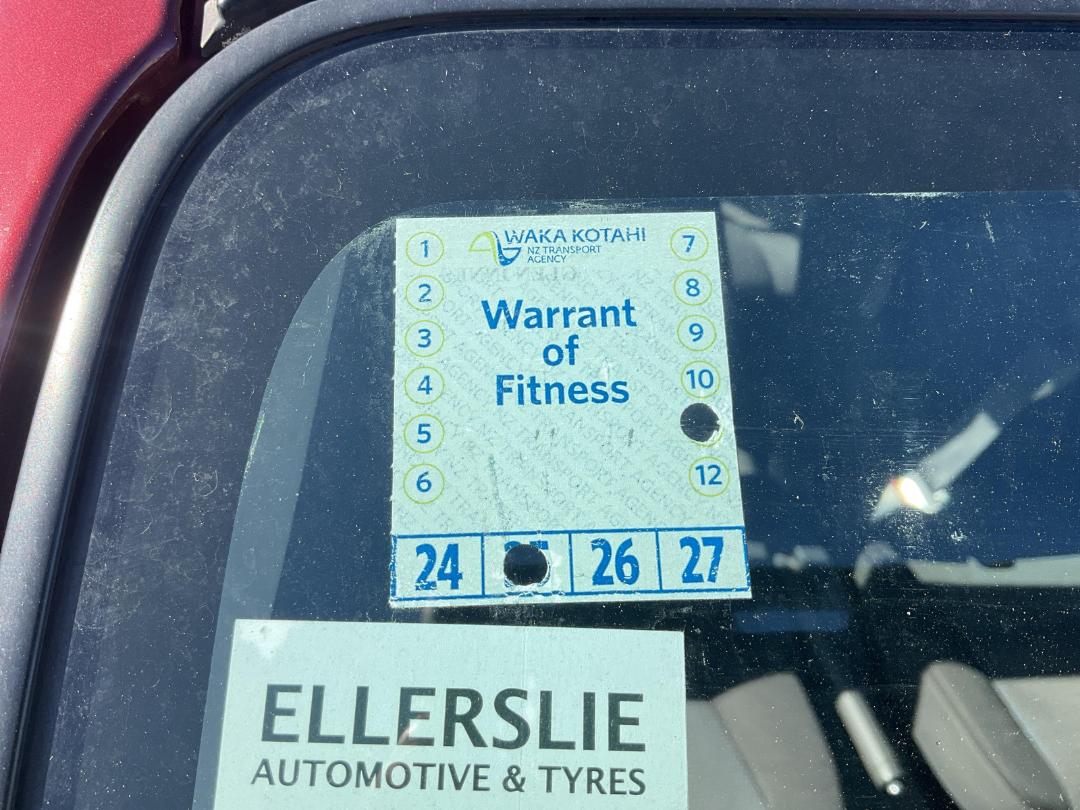 WAKA KOTAHI
NZ TRANSPORT
AGENCY
1
2
3
4
5
6
Warrant
of
Fitness
7
8
9
10
12
24
26
27
ELLERSLIE
AUTOMOTIVE & TYRES